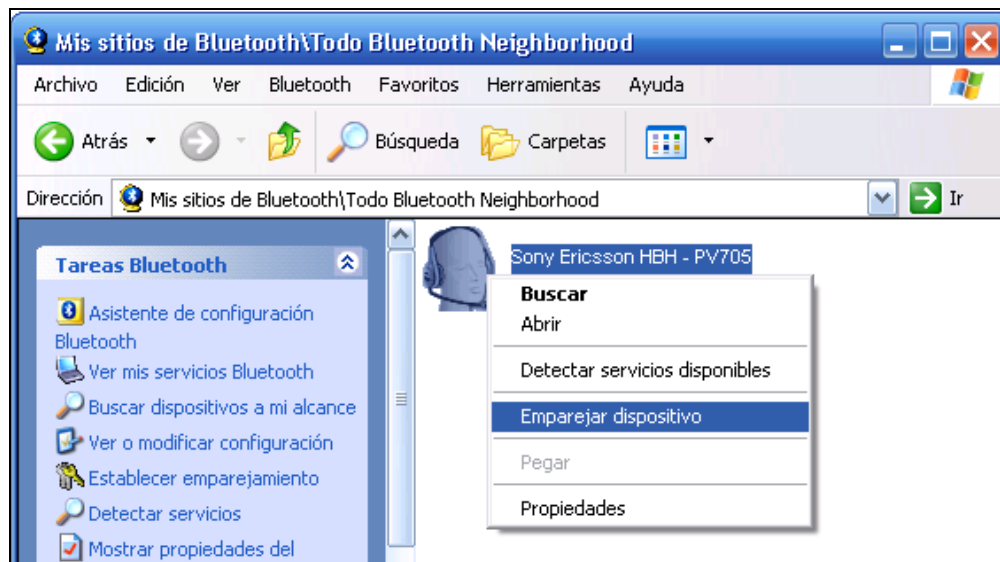 Mis sitios de Bluetooth\Todo Bluetooth Neighborhood
Archivo Edición Ver Bluetooth Favoritos Herramientas Ayuda
Atrás Búsqueda Carpetas
Dirección Mis sitios de Bluetooth\Todo Bluetooth Neighborhood Ir
Tareas Bluetooth
Asistente de configuración
Bluetooth
Ver mis servicios Bluetooth
Buscar dispositivos a mi alcance
Ver o modificar configuración
Establecer emparejamiento
Detectar servicios
Mostrar propiedades del
Sony Ericsson HBH - PV705
Buscar
Abrir
Detectar servicios disponibles
Emparejar dispositivo
Pegar
Propiedades